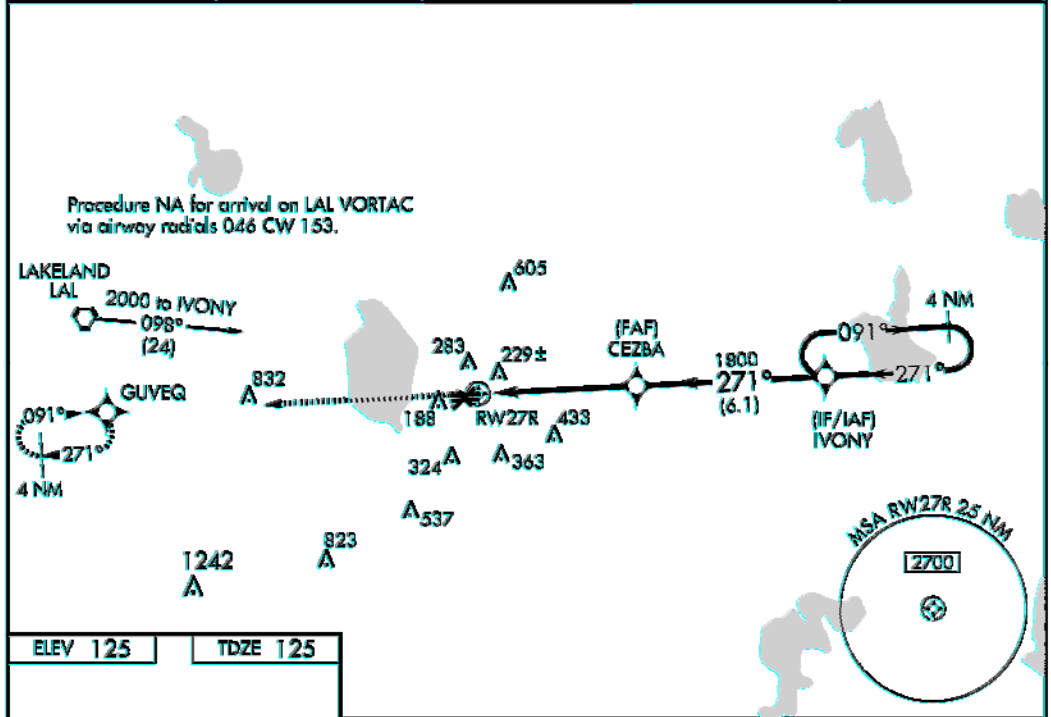 Procedure NA for arrival on LAL VORTAC
via airway radials 046 CW 153.
LAKELAND
LAL
2000 to IVONY
098°
(24)
GUVEQ
091°
271°
4 NM
832
605
283
229±
188
RW27R
433
324
363
537
823
1242
(FAF)
CEZBA
1800
271°
(6.1)
091°
4 NM
271°
(IF/IAF)
IVONY
MSA RW27R 25 NM
2700
ELEV 125
TDZE 125